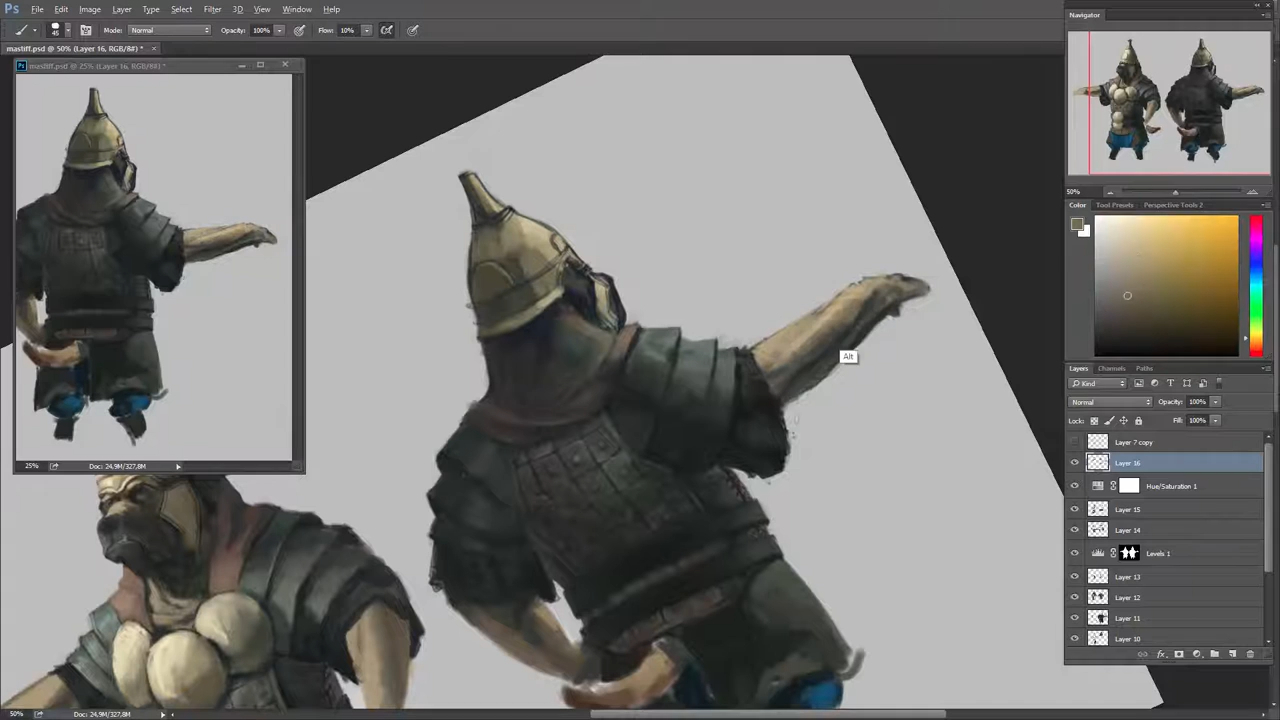 Ps File Edit Image Layer Type Select Filter 3D View Window Help
45 Mode: Normal Opacity: 100% Flow: 10%
mastiff.psd @ 50% (Layer 16, RGB/8#) * ×
mastiff.psd @ 25% (Layer 16, RGB/8#) *
25% Doc: 24,9M/327,8M
Alt
50% Doc: 24,9M/327,8M
Navigator
50%
Color Tool Presets Perspective Tools 2
Layers Channels Paths
Kind
Normal Opacity: 100%
Lock: Fill: 100%
Layer 7 copy
Layer 16
Hue/Saturation 1
Layer 15
Layer 14
Levels 1
Layer 13
Layer 12
Layer 11
Layer 10
fx